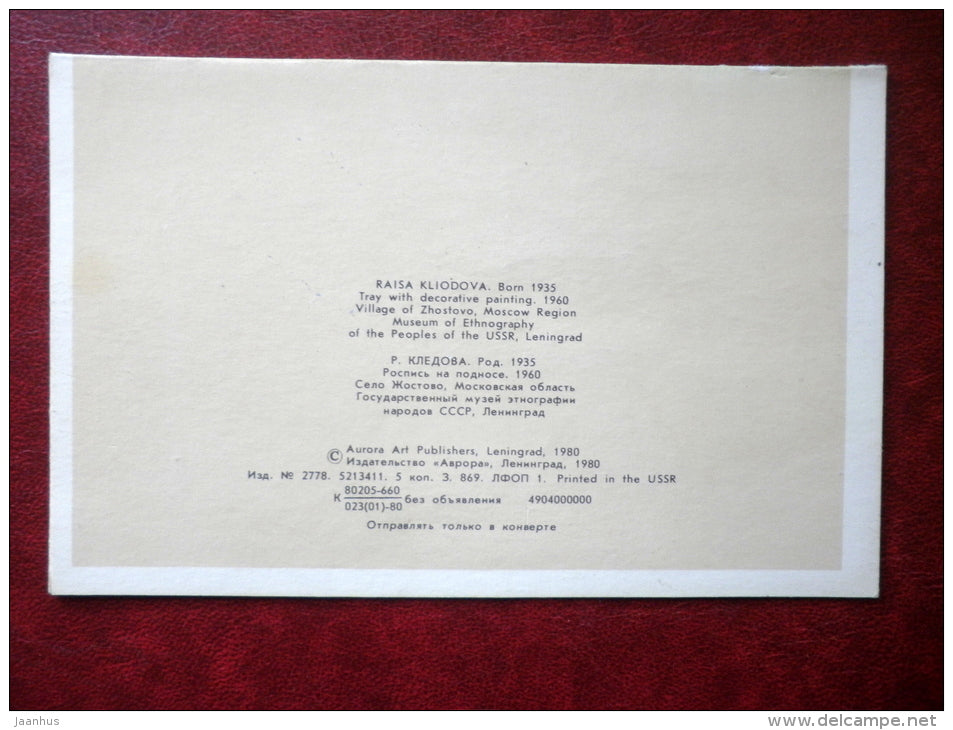 RAISA KLIODOVA. Born 1935
Tray with decorative painting. 1960
Village of Zhostovo, Moscow Region
Museum of Ethnography
of the Peoples of the USSR, Leningrad
Р. КЛЕДОВА. Род. 1935
Роспись на подносе. 1960
Село Жостово, Московская область
Государственный музей этнографии
народов СССР, Ленинград
© Aurora Art Publishers, Leningrad, 1980
Издательство «Аврора», Ленинград, 1980
Изд. № 2778. 5213411. 5 коп. З. 869. ЛФОП 1. Printed in the USSR
К 80205-660
023(01)-80 без объявления 4904000000
Отправлять только в конверте
Jaanhus
www.delcampe.net